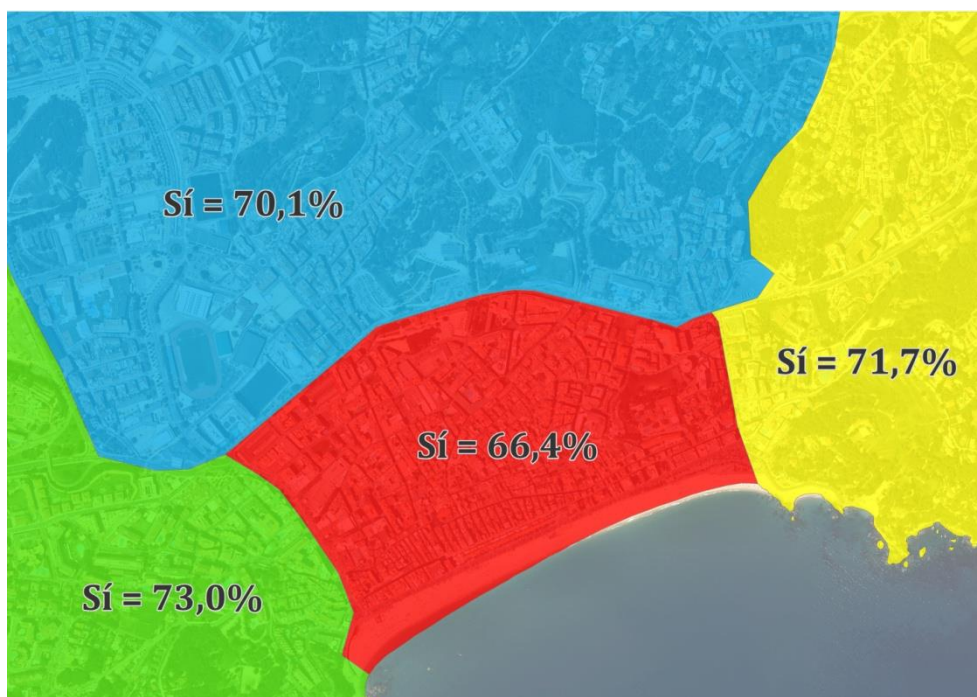 Sí = 70,1%
Sí = 71,7%
Sí = 66,4%
Sí = 73,0%